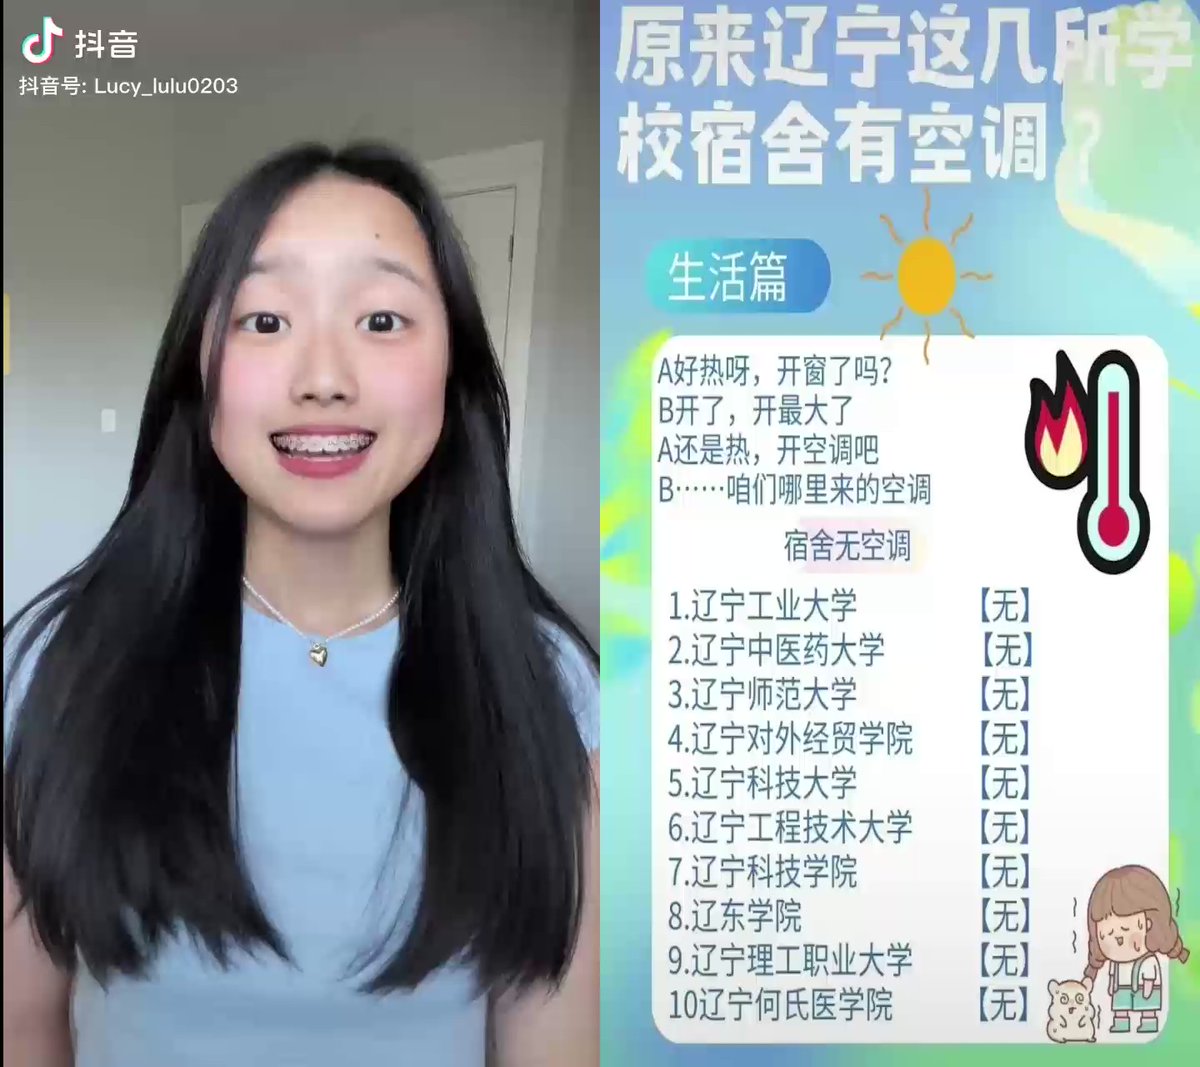 抖音
抖音号: Lucy_lulu0203
原来辽宁这几所学
校宿舍有空调？
生活篇
A好热呀，开窗了吗?
B开了，开最大了
A还是热，开空调吧
B……咱们哪里来的空调
宿舍无空调
1.辽宁工业大学 【无】
2.辽宁中医药大学 【无】
3.辽宁师范大学 【无】
4.辽宁对外经贸学院 【无】
5.辽宁科技大学 【无】
6.辽宁工程技术大学 【无】
7.辽宁科技学院 【无】
8.辽东学院 【无】
9.辽宁理工职业大学 【无】
10辽宁何氏医学院 【无】